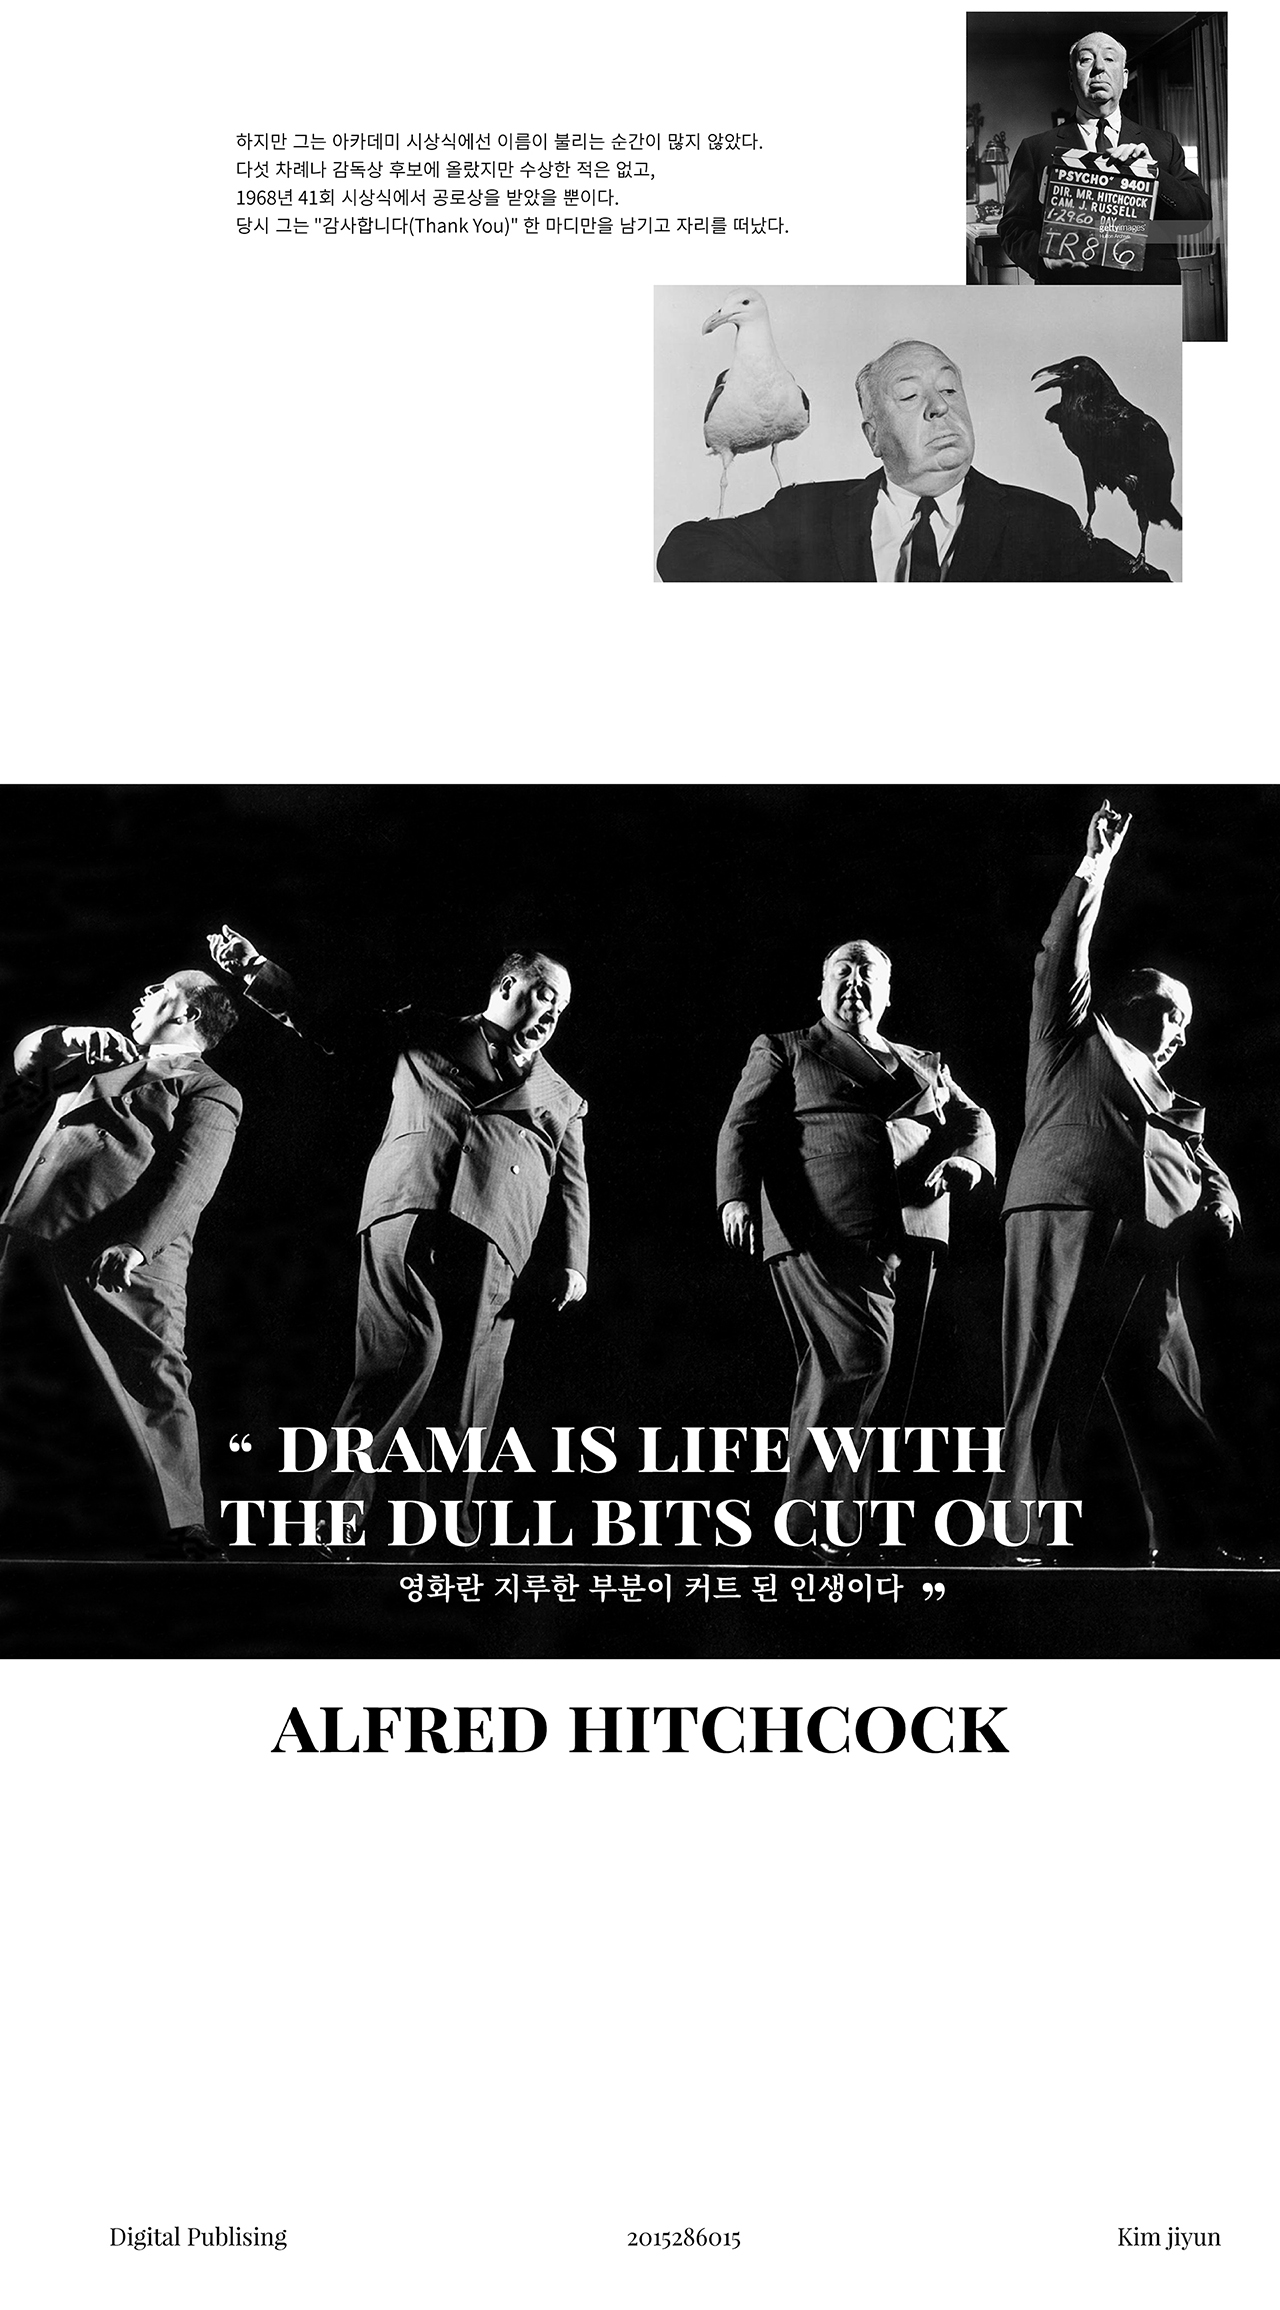 하지만 그는 아카데미 시상식에선 이름이 불리는 순간이 많지 않았다.
다섯 차례나 감독상 후보에 올랐지만 수상한 적은 없고,
1968년 41회 시상식에서 공로상을 받았을 뿐이다.
당시 그는 "감사합니다(Thank You)" 한 마디만을 남기고 자리를 떠났다.
"PSYCHO" 9401
DIR. MR. HITCHCOCK
CAM. J. RUSSELL
1-29-60 DAY
gettyimages
Hulton Archive
TR8 6
“ DRAMA IS LIFE WITH
THE DULL BITS CUT OUT
영화란 지루한 부분이 커트 된 인생이다 ”
ALFRED HITCHCOCK
Digital Publising 2015286015 Kim jiyun